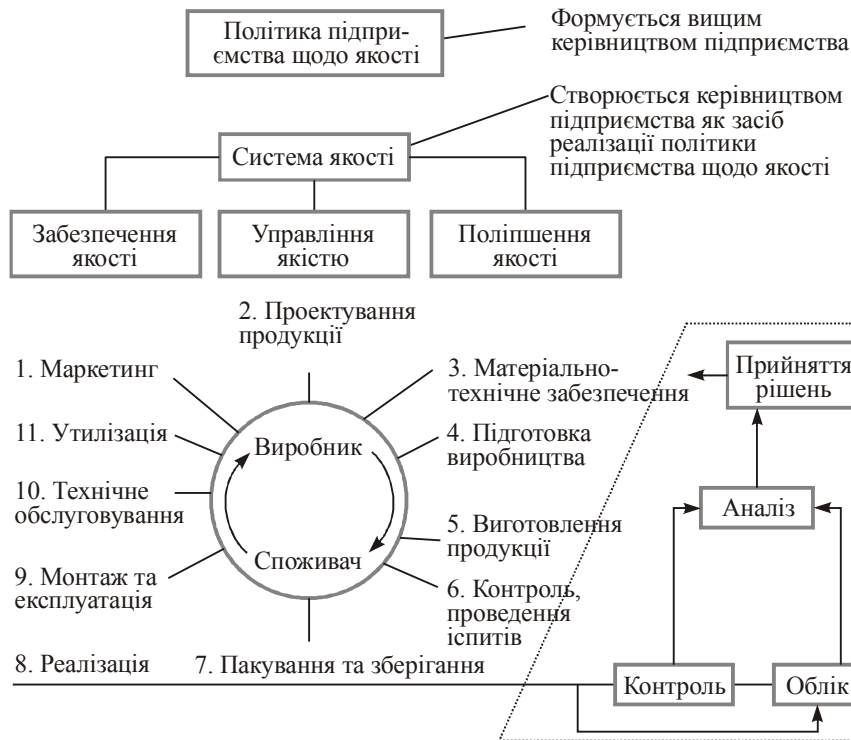 Політика підпри-
ємства щодо якості
Формується вищим
керівництвом підприємства
Створюється керівництвом
підприємства як засіб
реалізації політики
підприємства щодо якості
Система якості
Забезпечення
якості
Управління
якістю
Поліпшення
якості
2. Проектування
продукції
1. Маркетинг
3. Матеріально-
технічне забезпечення
11. Утилізація
4. Підготовка
виробництва
10. Технічне
обслуговування
5. Виготовлення
продукції
9. Монтаж та
експлуатація
6. Контроль,
проведення
іспитів
8. Реалізація
7. Пакування та зберігання
Виробник
Споживач
Прийняття
рішень
Аналіз
Контроль
Облік